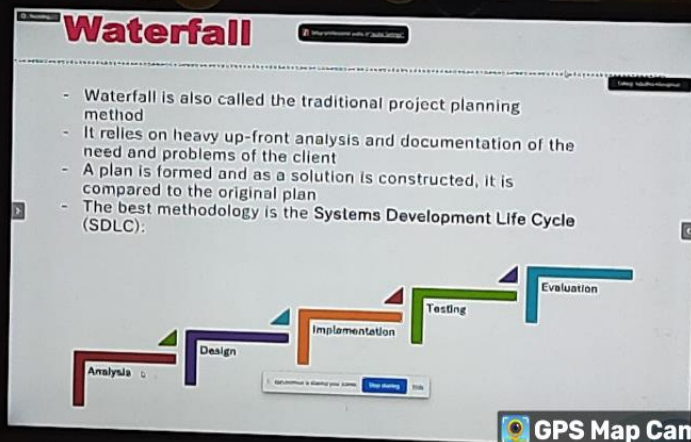 Waterfall
- Waterfall is also called the traditional project planning
method
- It relies on heavy up-front analysis and documentation of the
need and problems of the client
- A plan is formed and as a solution is constructed, it is
compared to the original plan
- The best methodology is the Systems Development Life Cycle
(SDLC):
Evaluation
Testing
Implementation
Design
Analysis
Stop sharing
GPS Map Cam